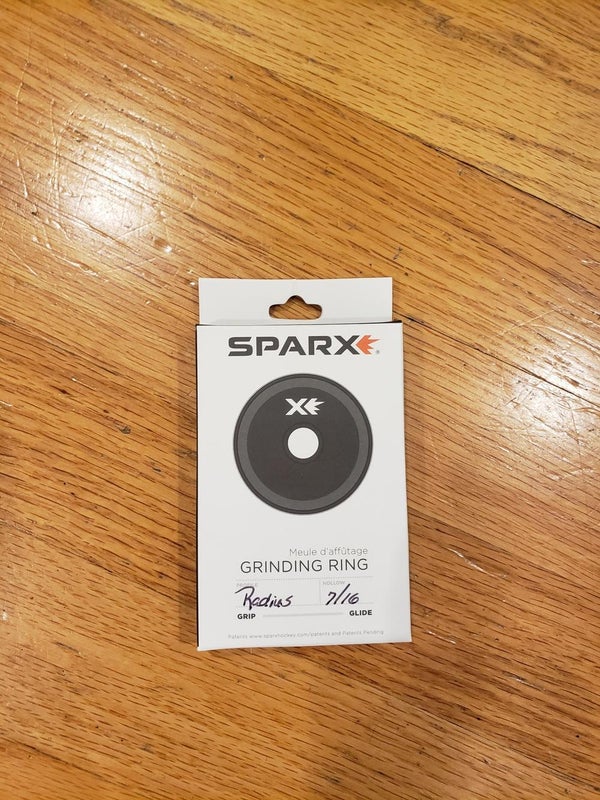 SPARX
Meule d'affûtage
GRINDING RING
PROFILE HOLLOW
Radius 7/16
GRIP GLIDE
Patents www.sparxhockey.com/patents and Patents Pending